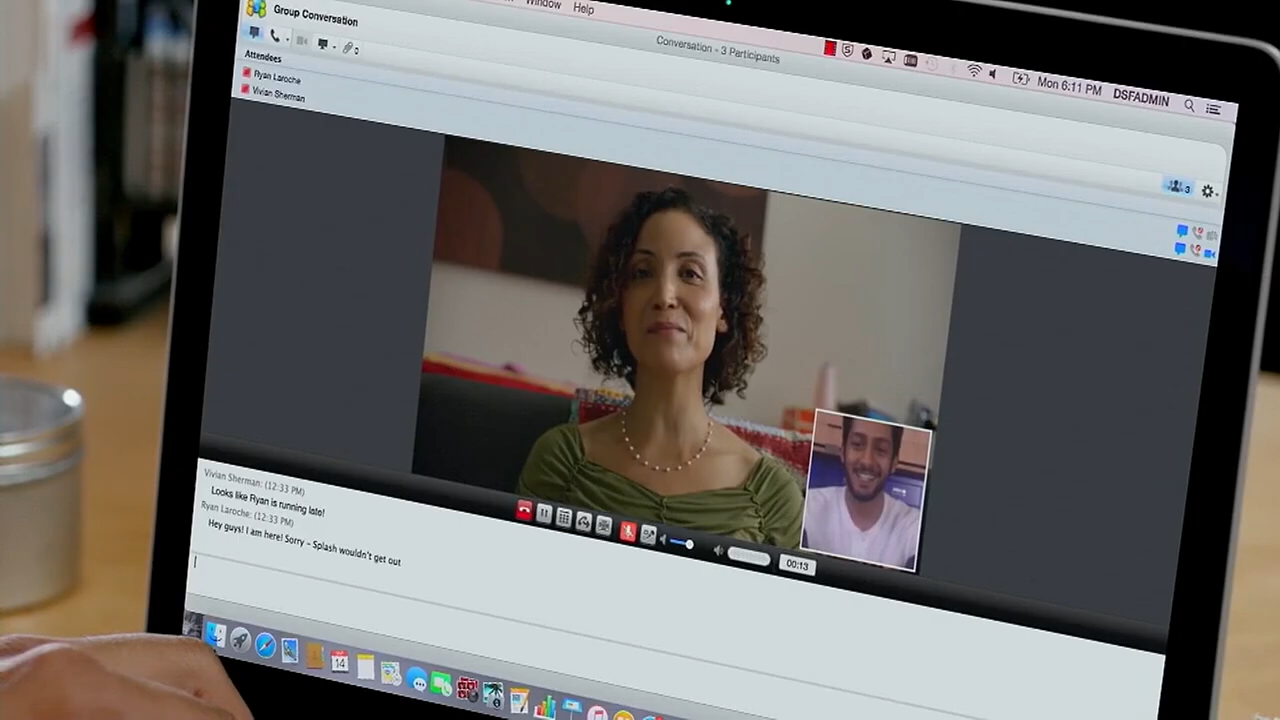 Window Help
Group Conversation
Conversation - 3 Participants
Mon 6:11 PM DSFADMIN
Attendees
Ryan Laroche
Vivian Sherman
3
Vivian Sherman: (12:33 PM)
Looks like Ryan is running late!
Ryan Laroche: (12:33 PM)
Hey guys! I am here! Sorry – Splash wouldn't get out
00:13
14